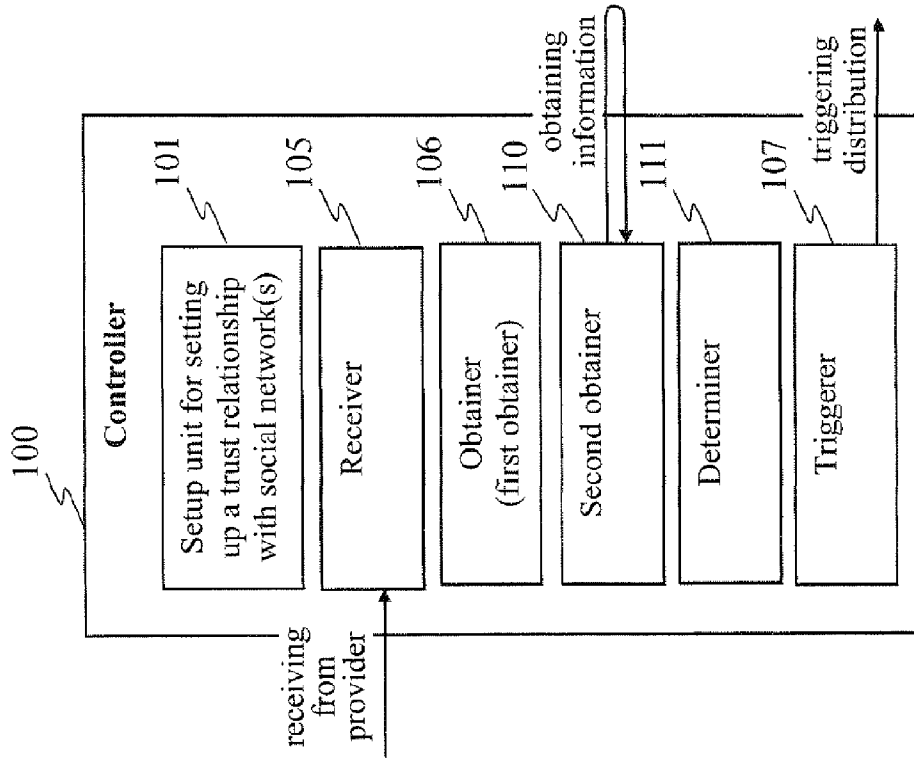 100
Controller
Setup unit for setting
up a trust relationship
with social network(s)
101
receiving
from
provider
Receiver
105
Obtainer
(first obtainer)
106
Second obtainer
110
obtaining
information
Determiner
111
Triggerer
107
triggering
distribution